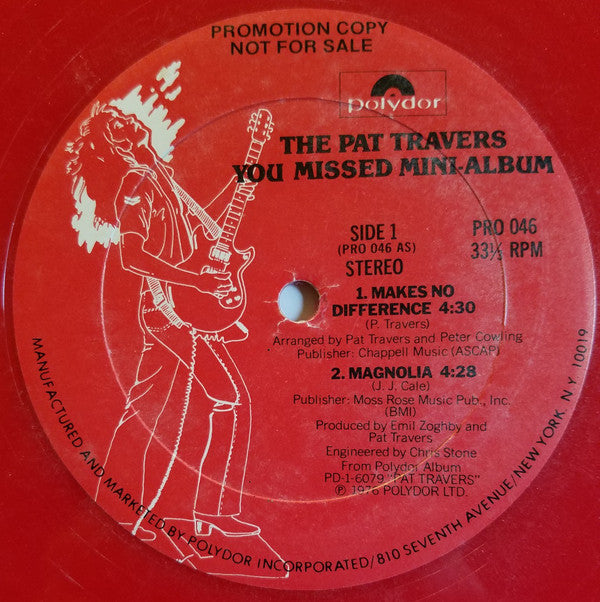 PROMOTION COPY
NOT FOR SALE
polydor
THE PAT TRAVERS
YOU MISSED MINI-ALBUM
SIDE 1
(PRO 046 AS)
STEREO
PRO 046
33⅓ RPM
1. MAKES NO
DIFFERENCE 4:30
(P. Travers)
Arranged by Pat Travers and Peter Cowling
Publisher: Chappell Music (ASCAP)
2. MAGNOLIA 4:28
(J. J. Cale)
Publisher: Moss Rose Music Pub., Inc.
(BMI)
Produced by Emil Zoghby and
Pat Travers
Engineered by Chris Stone
From Polydor Album
PD-1-6079 "PAT TRAVERS"
℗ 1976 POLYDOR LTD.
MANUFACTURED AND MARKETED BY POLYDOR INCORPORATED/810 SEVENTH AVENUE/NEW YORK, N.Y. 10019